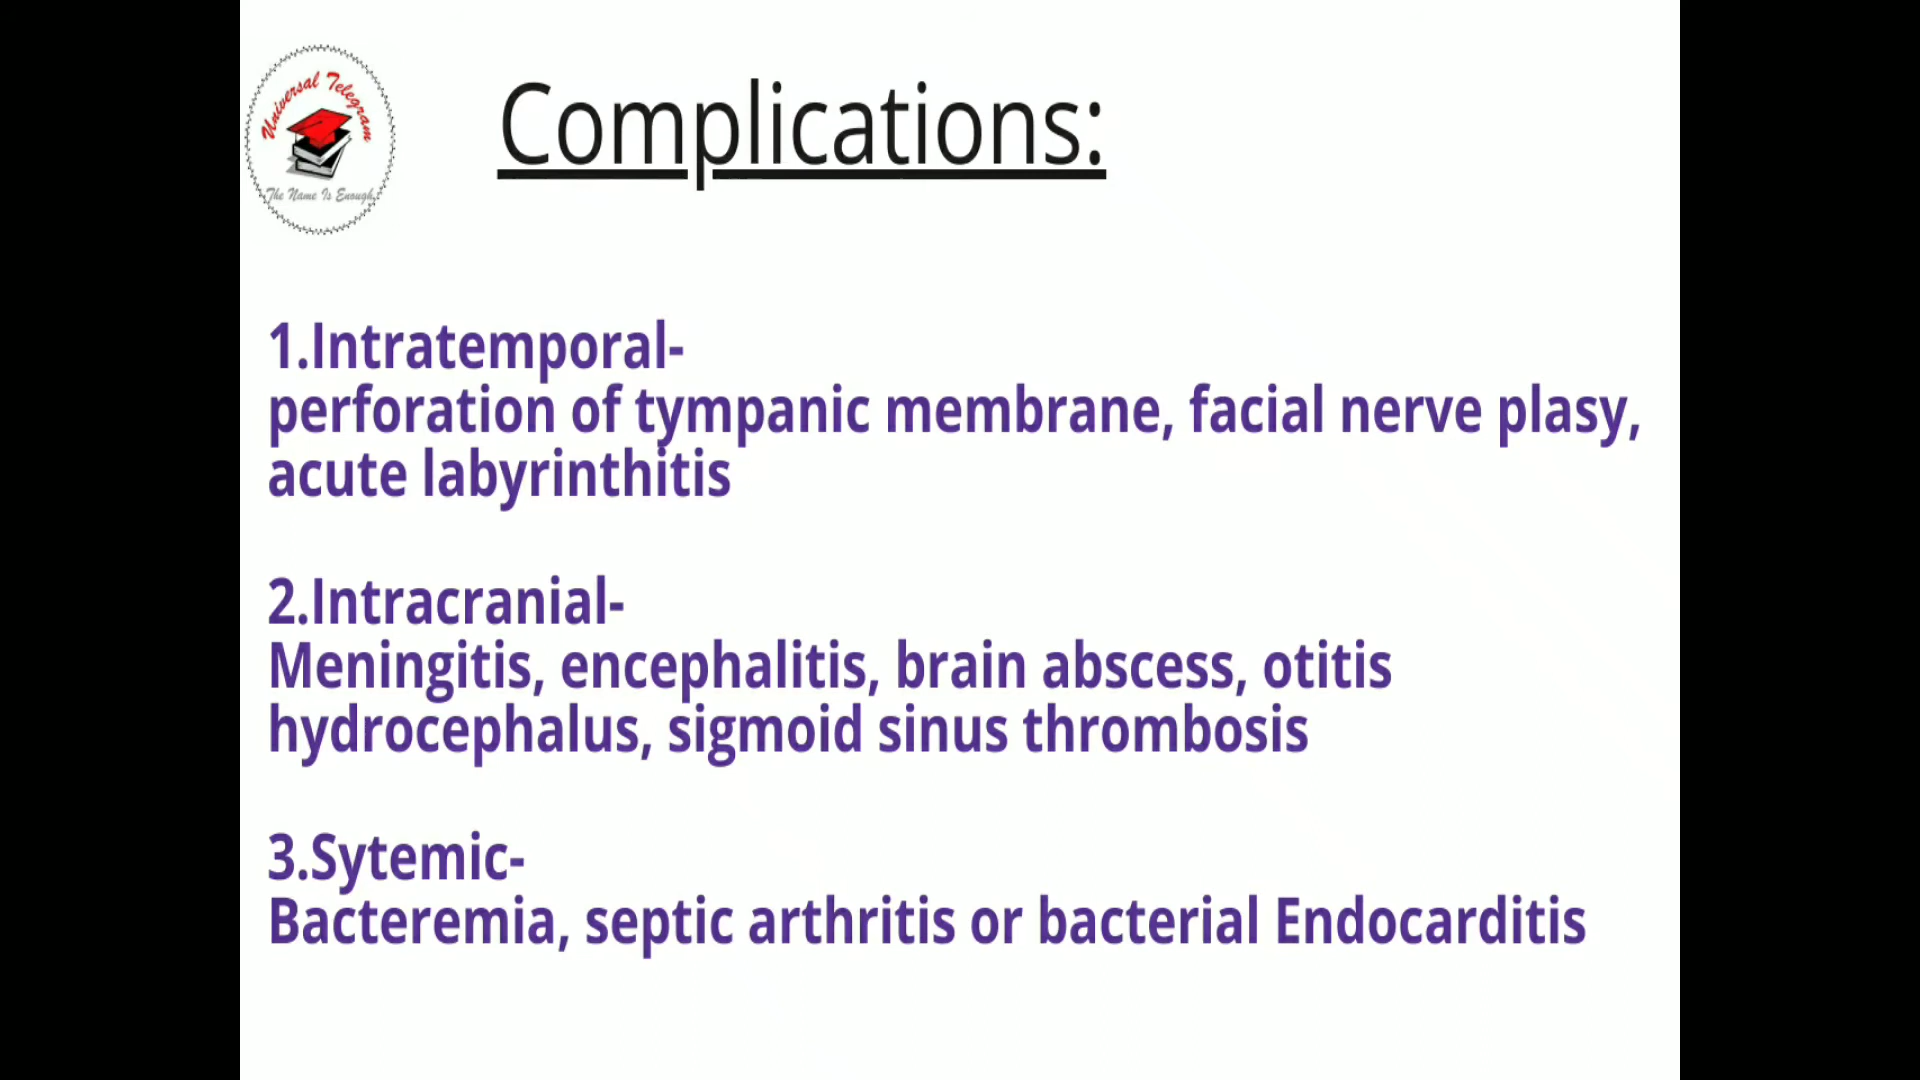 Universal Telegram
The Name Is Enough
Complications:
1.Intratemporal-
perforation of tympanic membrane, facial nerve plasy,
acute labyrinthitis
2.Intracranial-
Meningitis, encephalitis, brain abscess, otitis
hydrocephalus, sigmoid sinus thrombosis
3.Sytemic-
Bacteremia, septic arthritis or bacterial Endocarditis